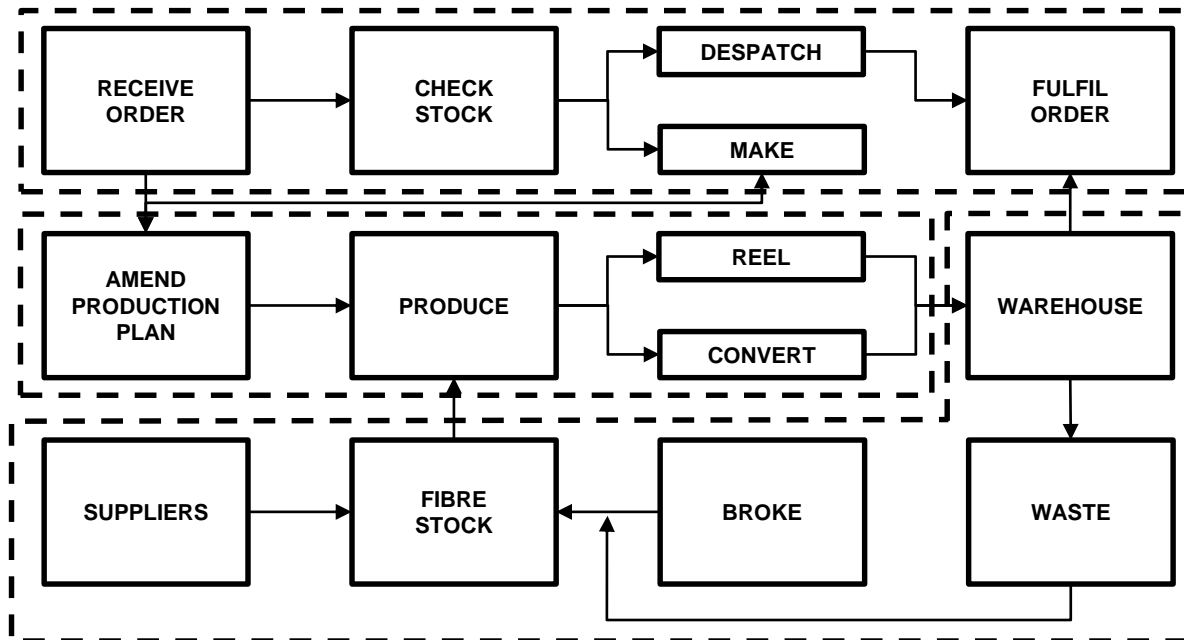 RECEIVE
ORDER
CHECK
STOCK
DESPATCH
MAKE
FULFIL
ORDER
AMEND
PRODUCTION
PLAN
PRODUCE
REEL
CONVERT
WAREHOUSE
SUPPLIERS
FIBRE
STOCK
BROKE
WASTE